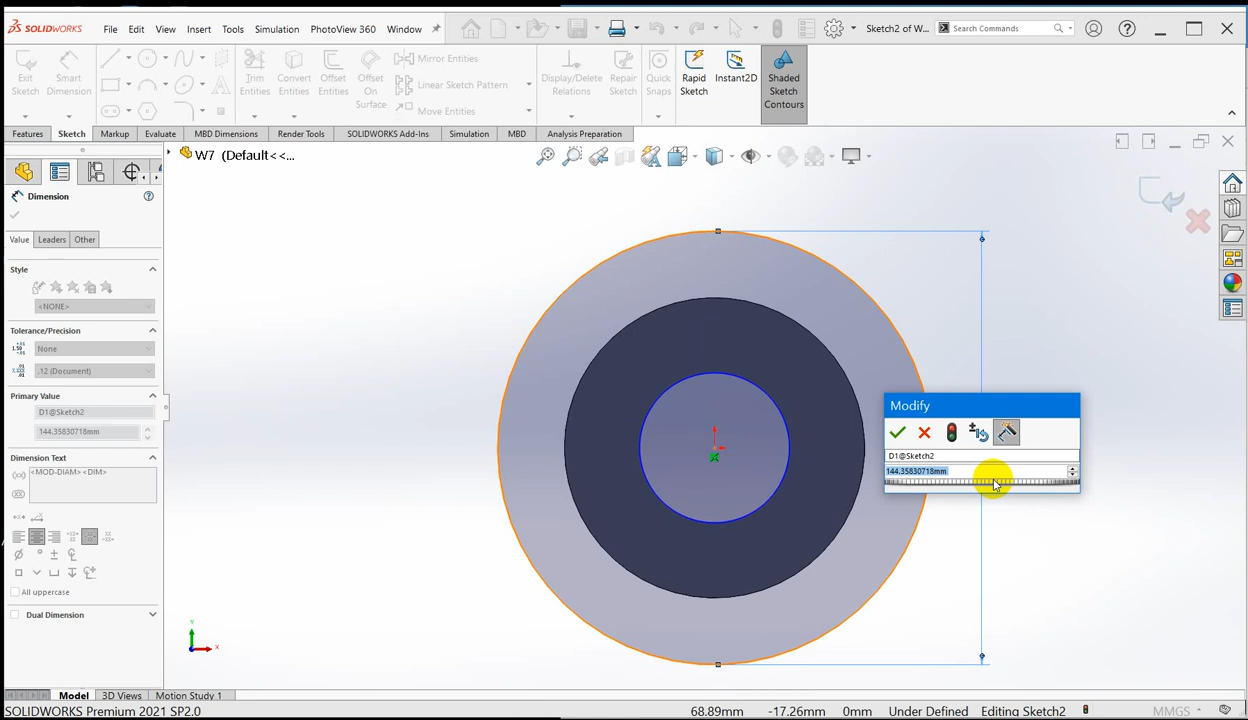 SOLIDWORKS File Edit View Insert Tools Simulation PhotoView 360 Window Sketch2 of W... Search Commands
Exit Sketch
Smart Dimension
Trim Entities
Convert Entities
Offset Entities
Offset On Surface
Mirror Entities
Linear Sketch Pattern
Move Entities
Display/Delete Relations
Repair Sketch
Quick Snaps
Rapid Sketch
Instant2D
Shaded Sketch Contours
Features Sketch Markup Evaluate MBD Dimensions Render Tools SOLIDWORKS Add-Ins Simulation MBD Analysis Preparation
W7 (Default<<...
Dimension
Value Leaders Other
Style
<NONE>
Tolerance/Precision
None
.12 (Document)
Primary Value
D1@Sketch2
144.35830718mm
Dimension Text
<MOD-DIAM> <DIM>
All uppercase
Dual Dimension
Modify
D1@Sketch2
144.35830718mm
Y
X
Model 3D Views Motion Study 1
SOLIDWORKS Premium 2021 SP2.0 68.89mm -17.26mm 0mm Under Defined Editing Sketch2 MMGS